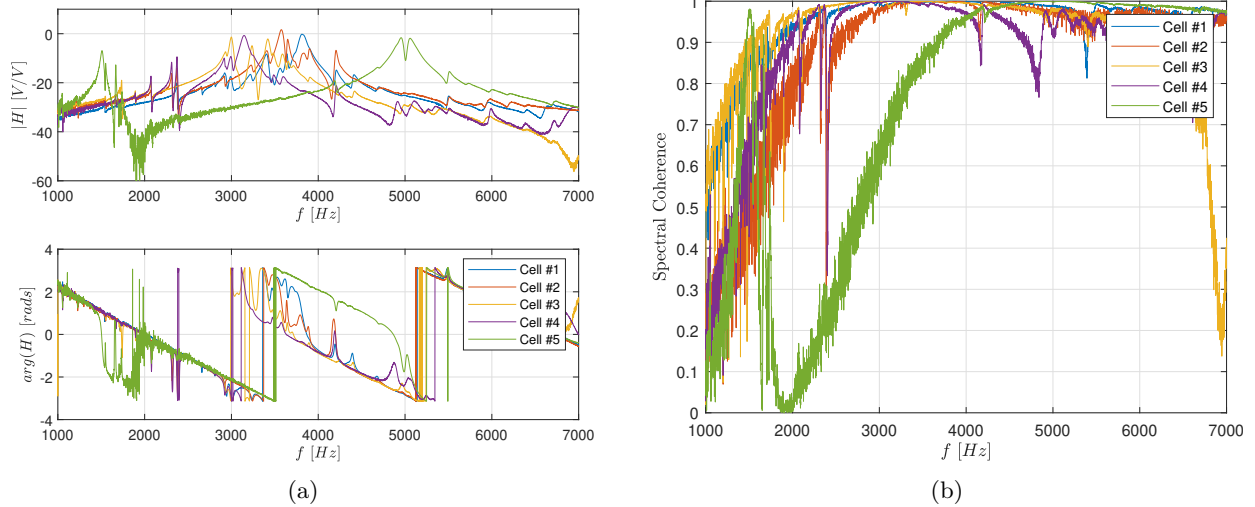 |H| [V/V]
0
-20
-40
-60
1000 2000 3000 4000 5000 6000 7000
f [Hz]
arg(H) [rads]
4
2
0
-2
-4
Cell #1
Cell #2
Cell #3
Cell #4
Cell #5
1000 2000 3000 4000 5000 6000 7000
f [Hz]
(a)
Spectral Coherence
1
0.9
0.8
0.7
0.6
0.5
0.4
0.3
0.2
0.1
0
Cell #1
Cell #2
Cell #3
Cell #4
Cell #5
1000 2000 3000 4000 5000 6000 7000
f [Hz]
(b)